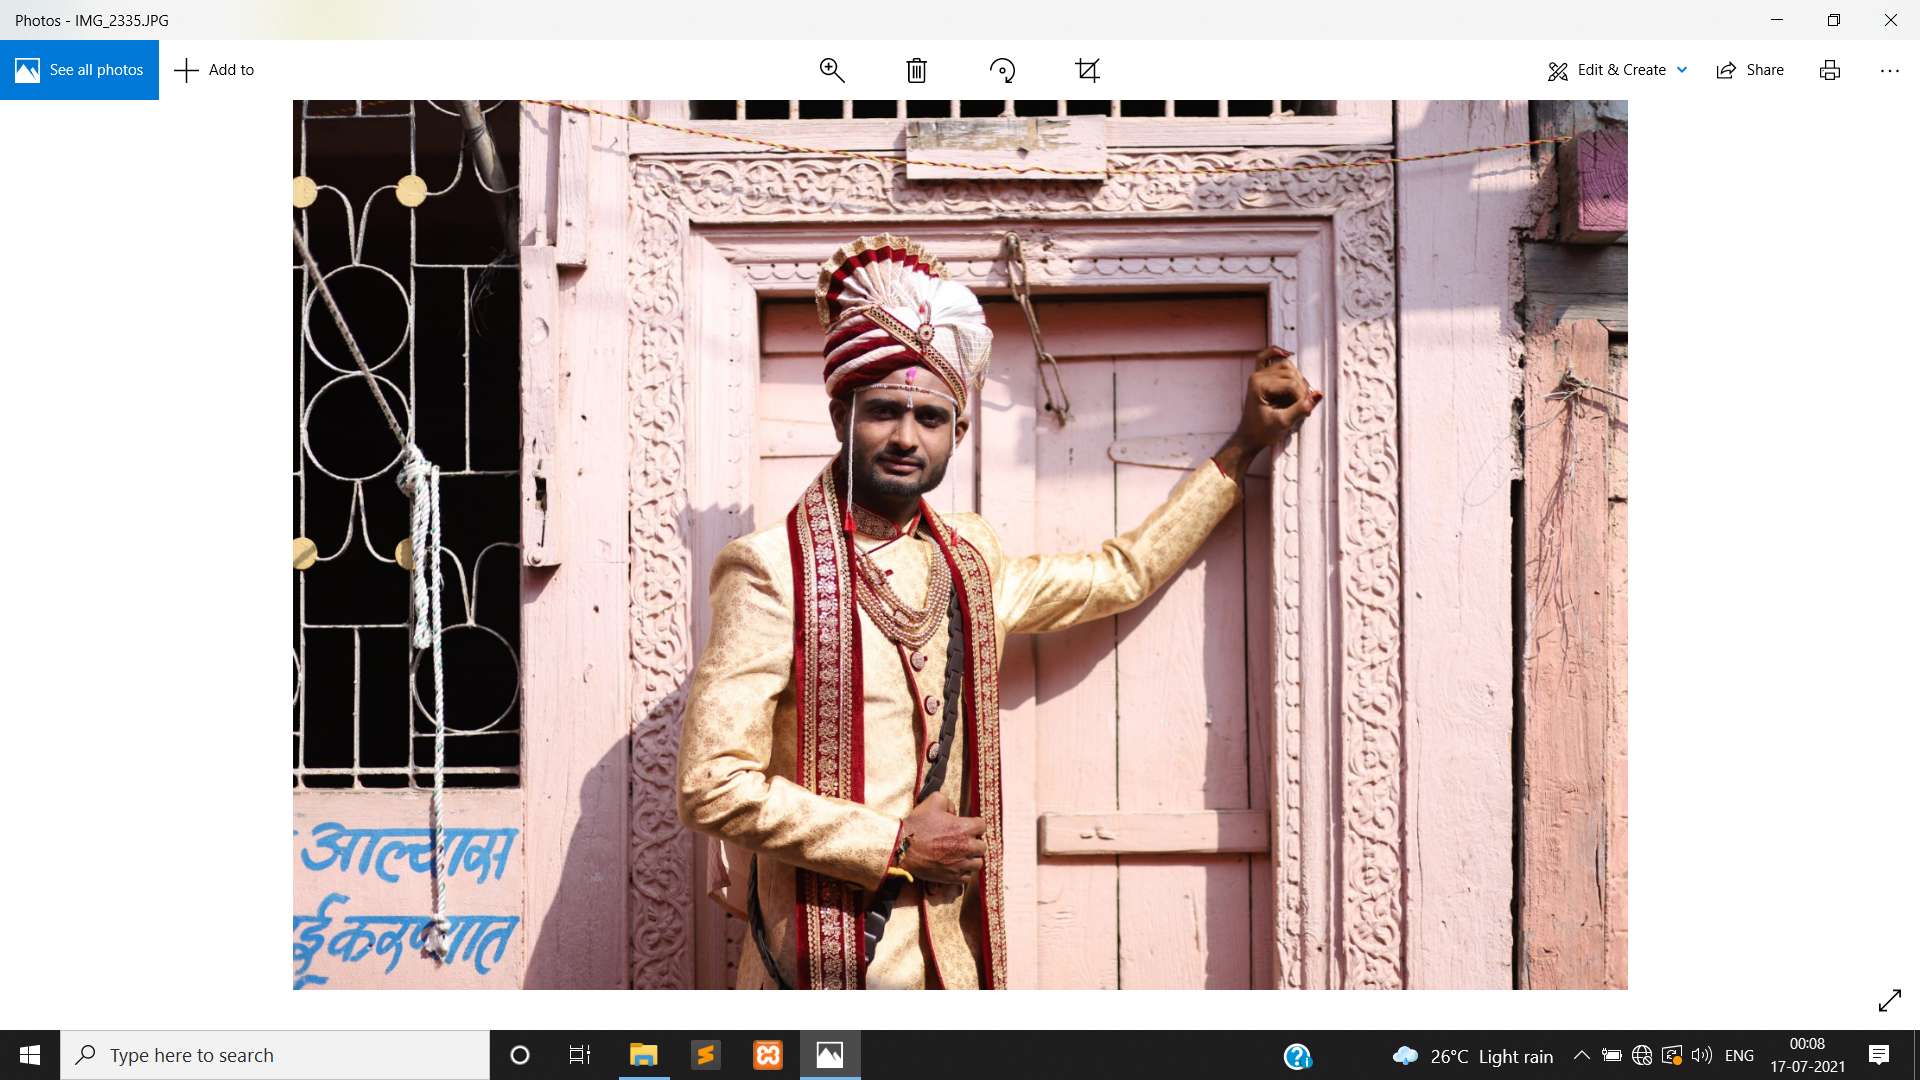 Photos - IMG_2335.JPG
See all photos
Add to
Edit & Create
Share
आल्यास
ई करण्यात
Type here to search
26°C Light rain
ENG
00:08
17-07-2021